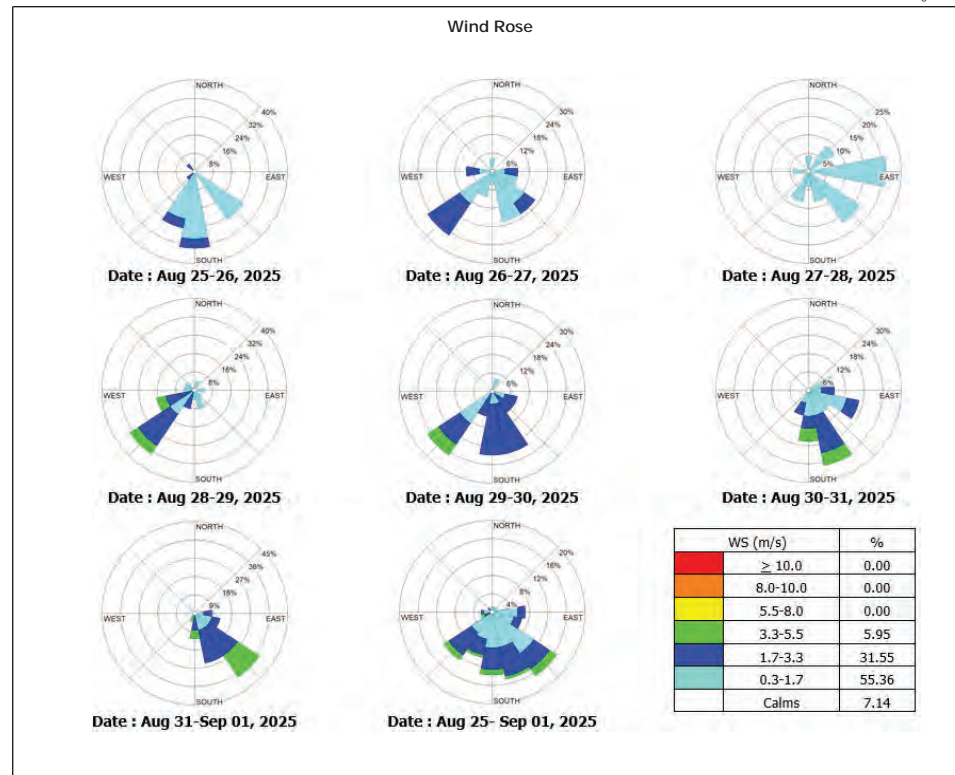 Wind Rose
NORTH
40%
32%
24%
16%
8%
WEST
EAST
SOUTH
Date : Aug 25-26, 2025
NORTH
30%
24%
18%
12%
6%
WEST
EAST
SOUTH
Date : Aug 26-27, 2025
NORTH
25%
20%
15%
10%
5%
WEST
EAST
SOUTH
Date : Aug 27-28, 2025
NORTH
40%
32%
24%
16%
8%
WEST
EAST
SOUTH
Date : Aug 28-29, 2025
NORTH
30%
24%
18%
12%
6%
WEST
EAST
SOUTH
Date : Aug 29-30, 2025
NORTH
30%
24%
18%
12%
6%
WEST
EAST
SOUTH
Date : Aug 30-31, 2025
NORTH
45%
36%
27%
18%
9%
WEST
EAST
SOUTH
Date : Aug 31-Sep 01, 2025
NORTH
20%
16%
12%
8%
4%
WEST
EAST
SOUTH
Date : Aug 25- Sep 01, 2025
WS (m/s) %
≥ 10.0 0.00
8.0-10.0 0.00
5.5-8.0 0.00
3.3-5.5 5.95
1.7-3.3 31.55
0.3-1.7 55.36
Calms 7.14